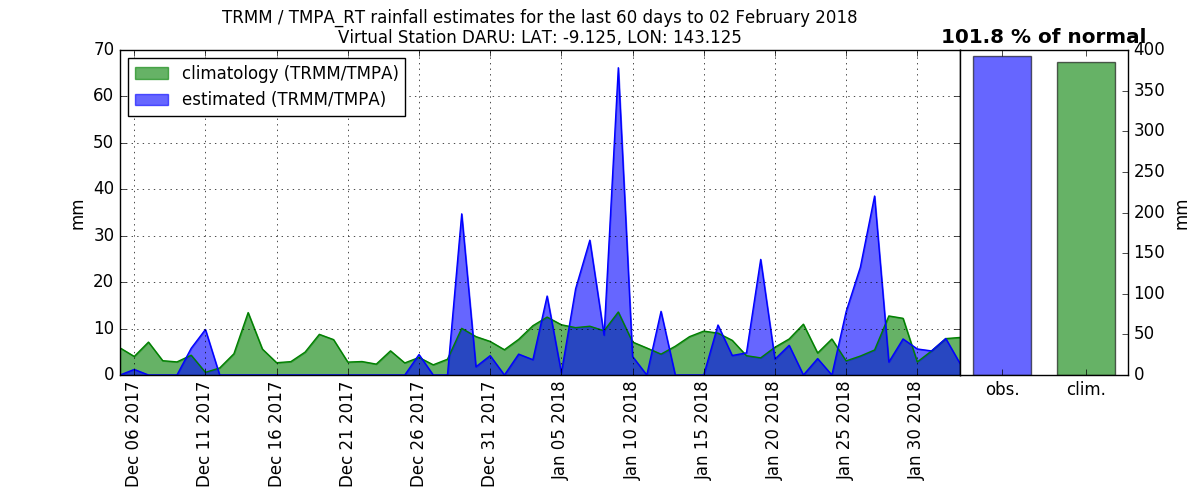 TRMM / TMPA_RT rainfall estimates for the last 60 days to 02 February 2018
Virtual Station DARU: LAT: -9.125, LON: 143.125
101.8 % of normal
climatology (TRMM/TMPA)
estimated (TRMM/TMPA)
70
60
50
40
30
20
10
0
mm
Dec 06 2017
Dec 11 2017
Dec 16 2017
Dec 21 2017
Dec 26 2017
Dec 31 2017
Jan 05 2018
Jan 10 2018
Jan 15 2018
Jan 20 2018
Jan 25 2018
Jan 30 2018
obs.
clim.
400
350
300
250
200
150
100
50
0
mm